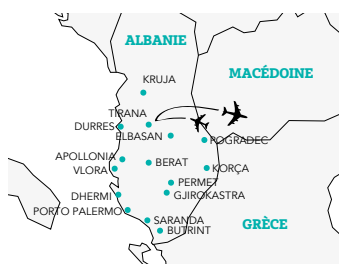 ALBANIE
MACÉDOINE
KRUJA
TIRANA
DURRES
ELBASAN
POGRADEC
APOLLONIA
BERAT
VLORA
KORÇA
PERMET
DHERMI
GJIROKASTRA
PORTO PALERMO
SARANDA
GRÈCE
BUTRINT